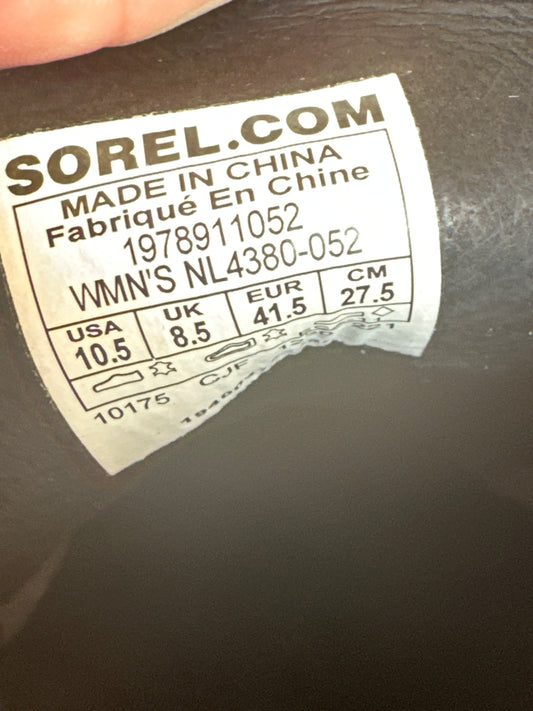 SOREL.COM
MADE IN CHINA
Fabriqué En Chine
1978911052
WMN'S NL4380-052
USA UK EUR CM
10.5 8.5 41.5 27.5
10175 CJF